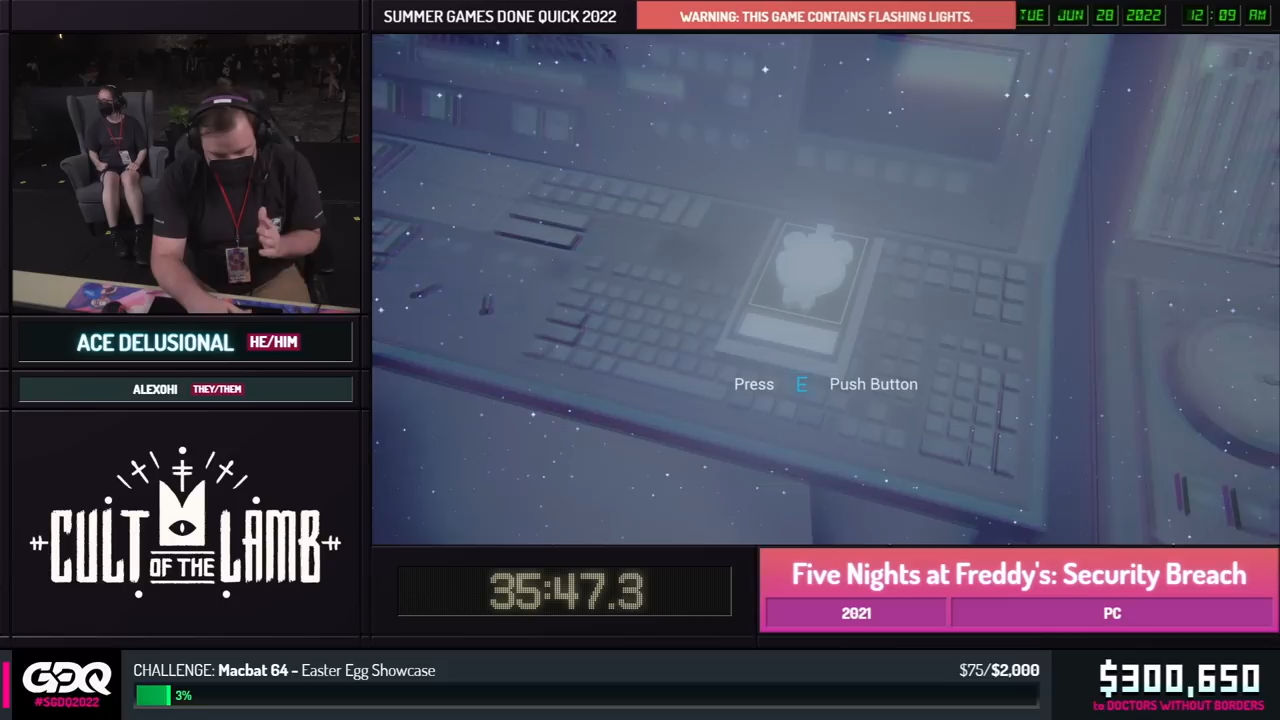 SUMMER GAMES DONE QUICK 2022
WARNING: THIS GAME CONTAINS FLASHING LIGHTS.
TUE JUN 28 2022 12:09 AM
Press E Push Button
ACE DELUSIONAL HE/HIM
ALEXOHI THEY/THEM
CULT OF THE LAMB
35:47.3
Five Nights at Freddy's: Security Breach
2021 PC
GDQ
#SGDQ2022
CHALLENGE: Macbat 64 - Easter Egg Showcase
$75/$2,000
3%
$300,650
to DOCTORS WITHOUT BORDERS